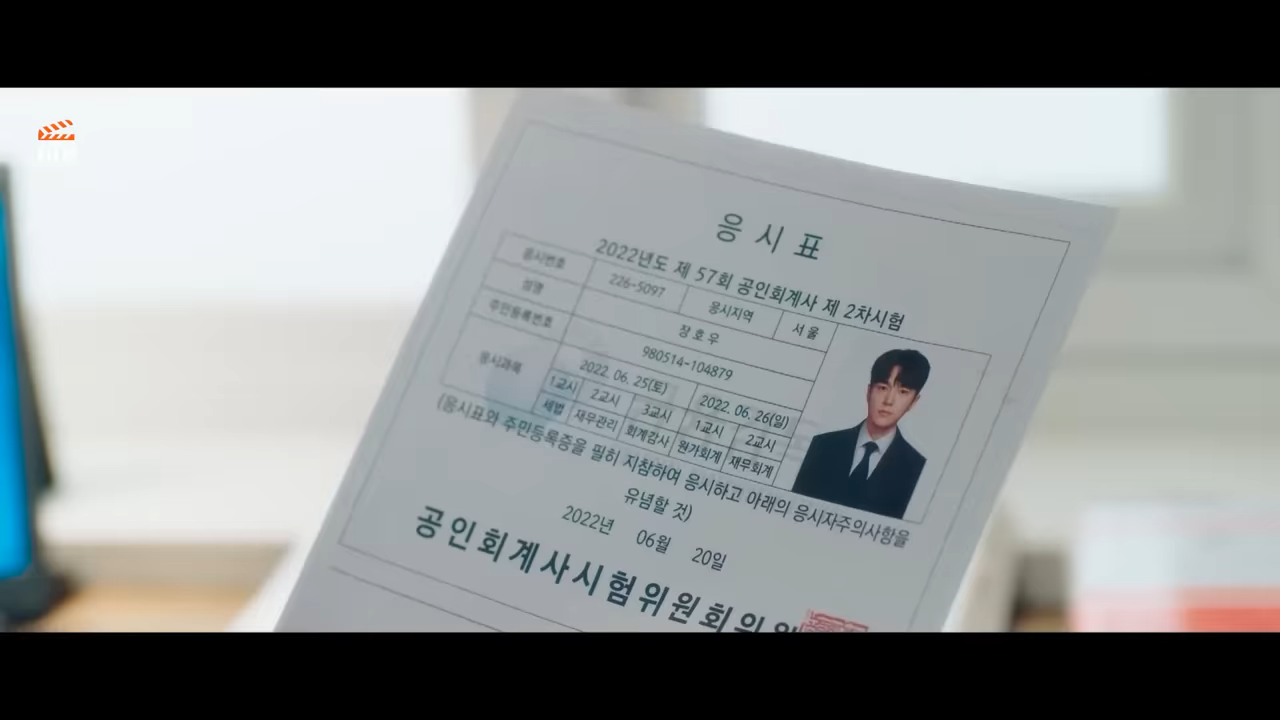 응시표
2022년도 제 57회 공인회계사 제 2차시험
응시번호 226-5097 응시지역 서울
성명 장호우
주민등록번호 980514-104879
응시과목 2022. 06. 25(토) 2022. 06. 26(일)
1교시 2교시 3교시 1교시 2교시
세법 재무관리 회계감사 원가회계 재무회계
(응시표와 주민등록증을 필히 지참하여 응시하고 아래의 응시자주의사항을
유념할 것)
2022년 06월 20일
공인회계사시험위원회위원